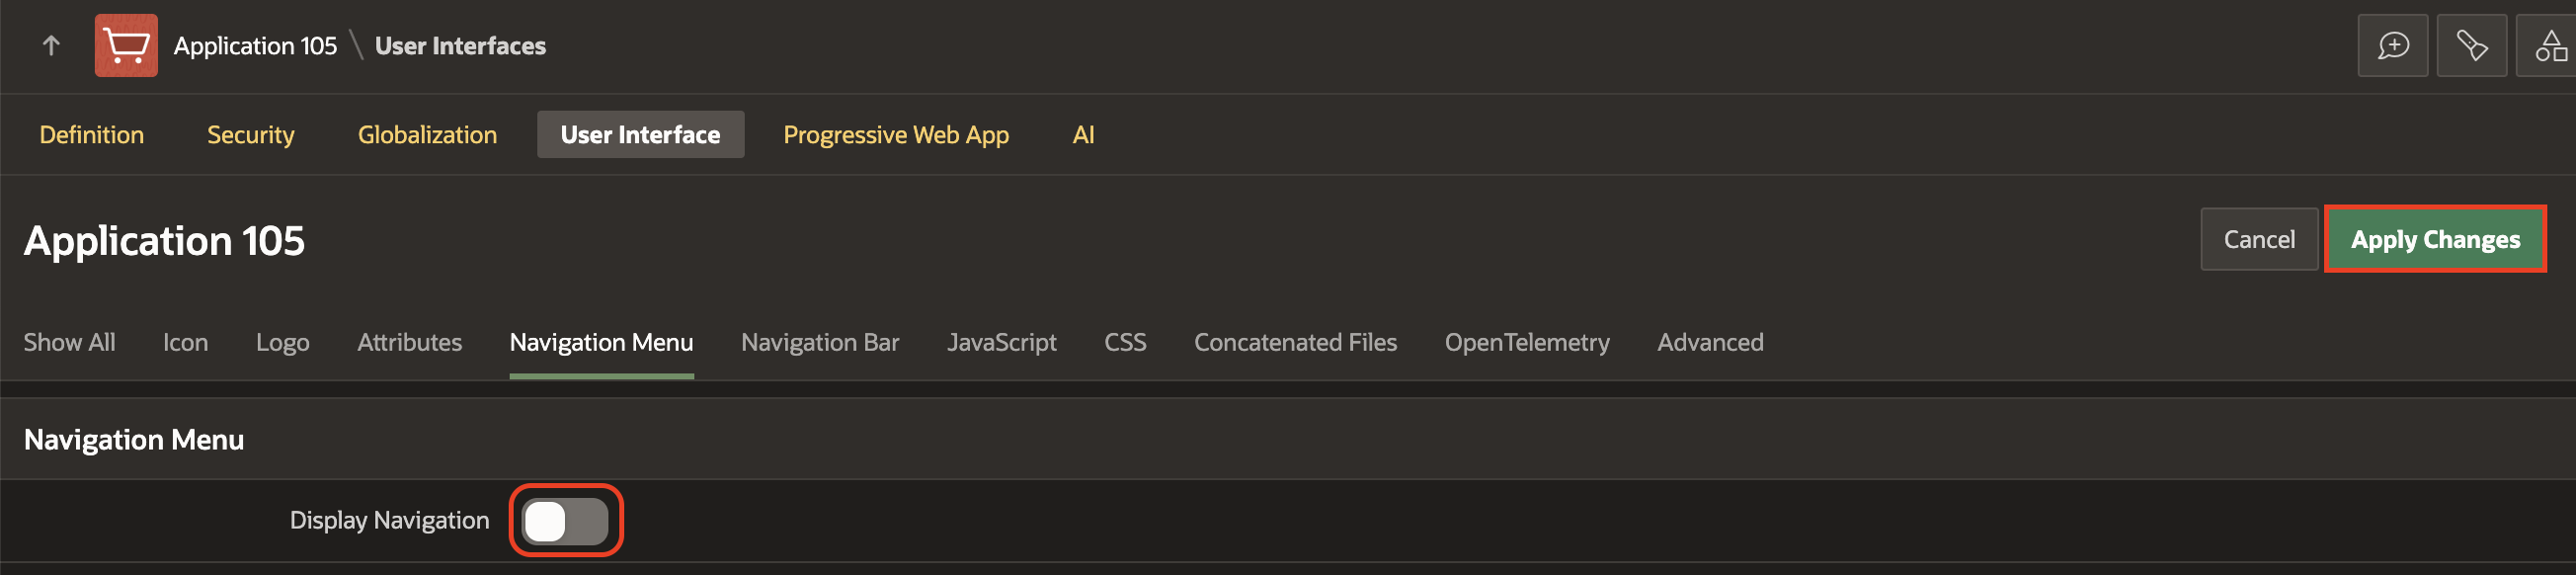 Application 105 \ User Interfaces
Definition Security Globalization User Interface Progressive Web App AI
Application 105 Cancel Apply Changes
Show All Icon Logo Attributes Navigation Menu Navigation Bar JavaScript CSS Concatenated Files OpenTelemetry Advanced
Navigation Menu
Display Navigation